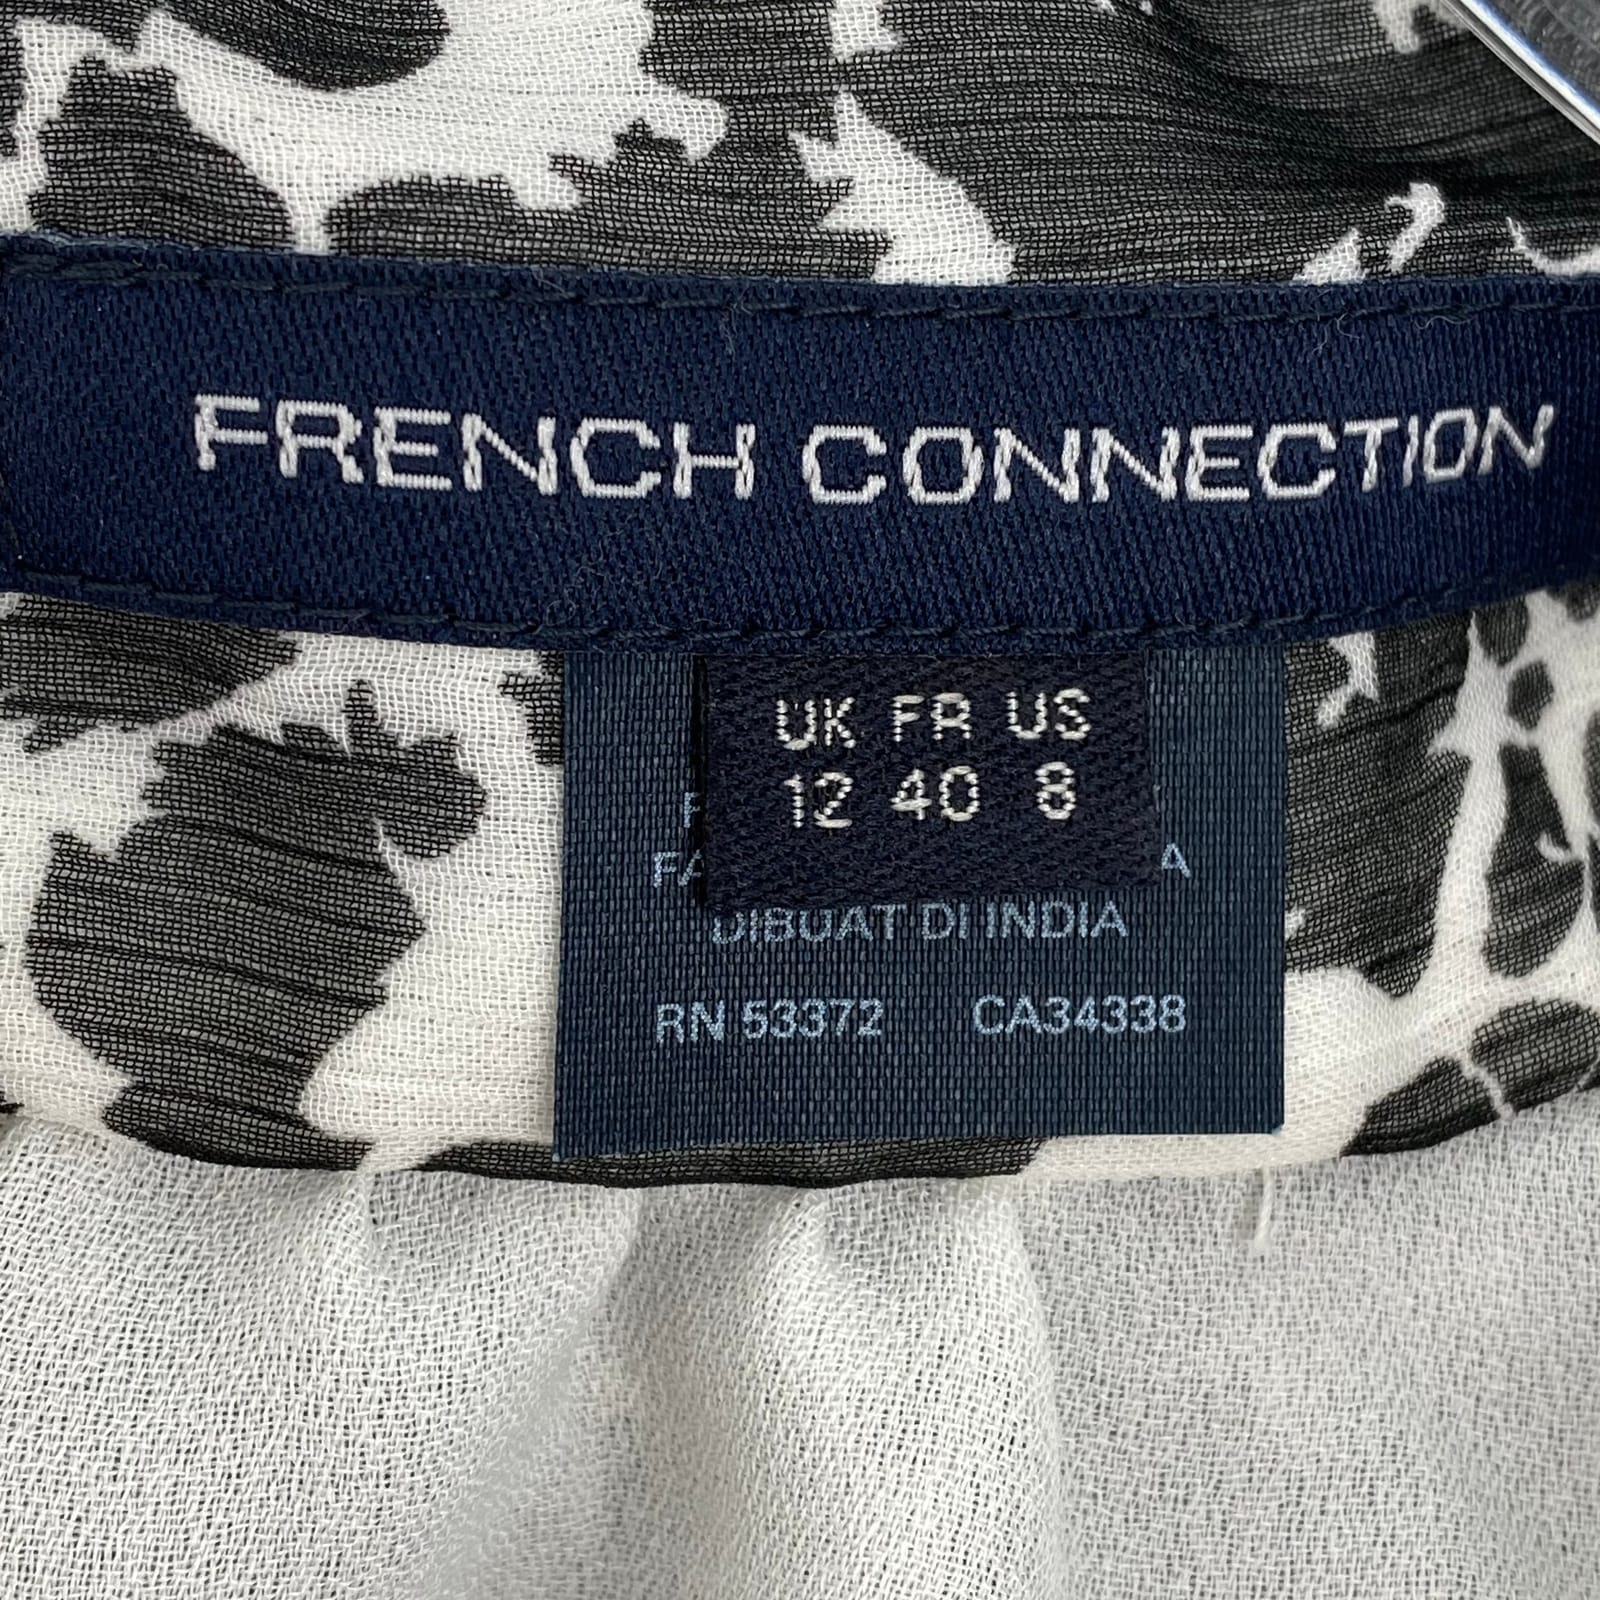 FRENCH CONNECTION
UK FR US
12 40 8
DIBUAT DI INDIA
RN 53372 CA34338